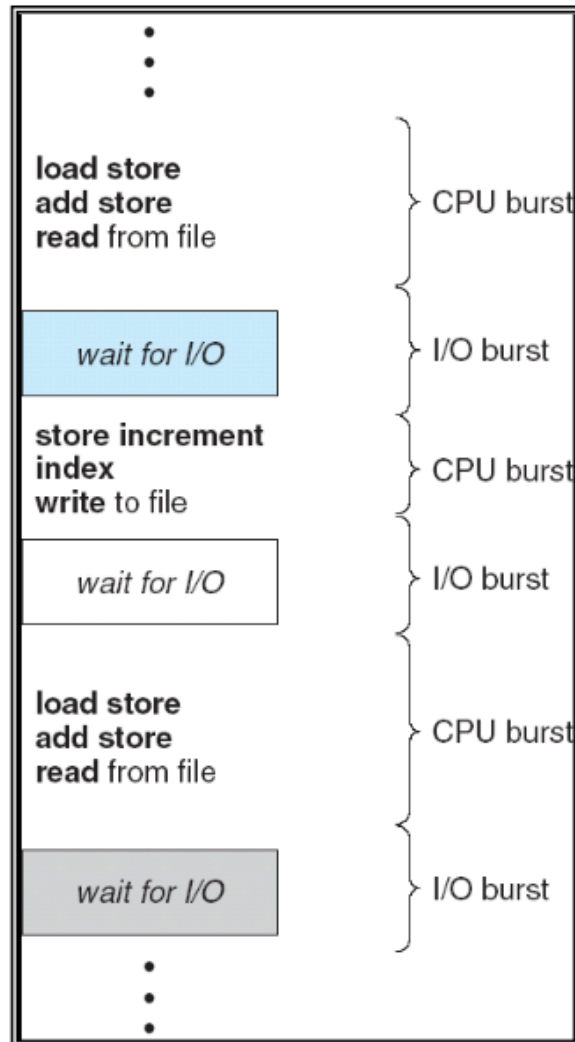 load store
add store
read from file
CPU burst
wait for I/O
I/O burst
store increment
index
write to file
CPU burst
wait for I/O
I/O burst
load store
add store
read from file
CPU burst
wait for I/O
I/O burst